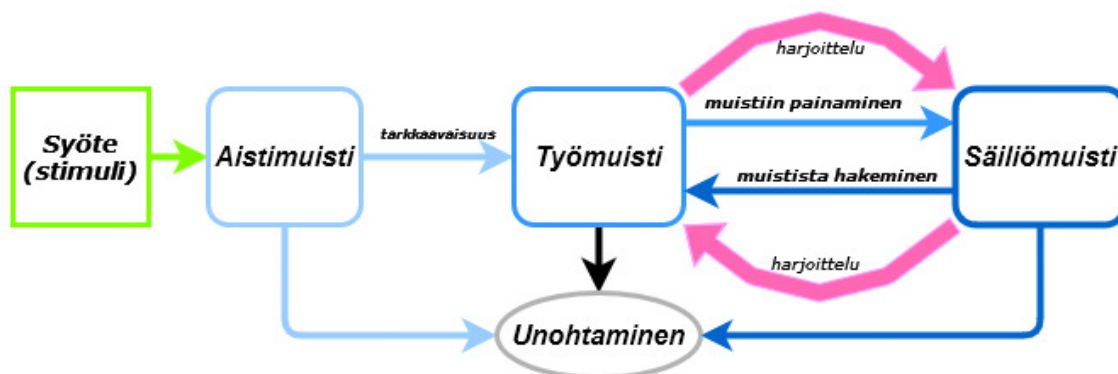 harjoittelu
Syöte
(stimuli)
Aistimuisti
tarkkaavaisuus
Työmuisti
muistiin painaminen
muistista hakeminen
Säiliömuisti
harjoittelu
Unohtaminen